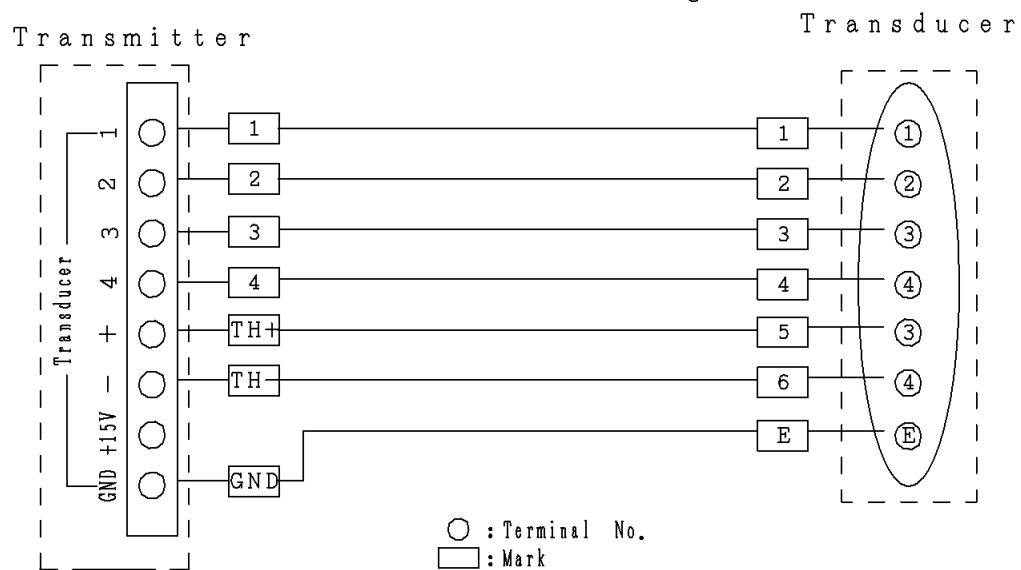 Transmitter
Transducer
1 1 1 1
2 2 2 2
3 3 3 3
4 4 4 4
+ TH+ 5 3
- TH- 6 4
+15V
E E
GND GND
Transducer
○ : Terminal No.
□ : Mark